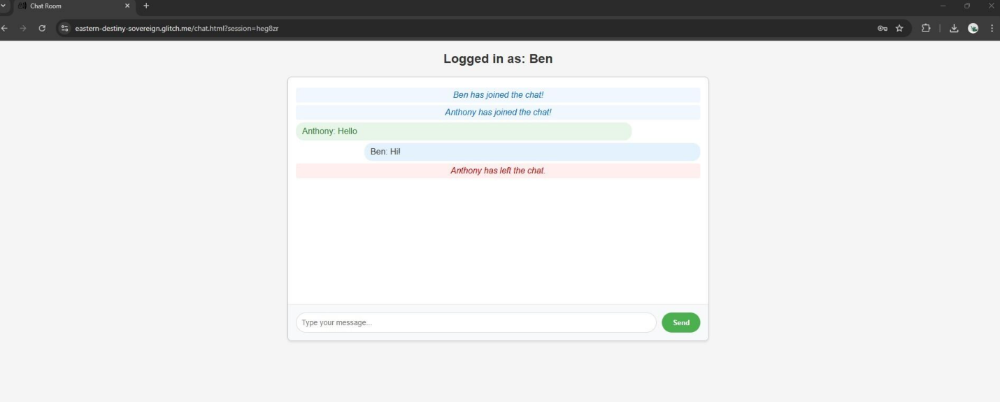 Chat Room
eastern-destiny-sovereign.glitch.me/chat.html?session=heg8zr
Logged in as: Ben
Ben has joined the chat!
Anthony has joined the chat!
Anthony: Hello
Ben: Hi!
Anthony has left the chat.
Type your message...
Send